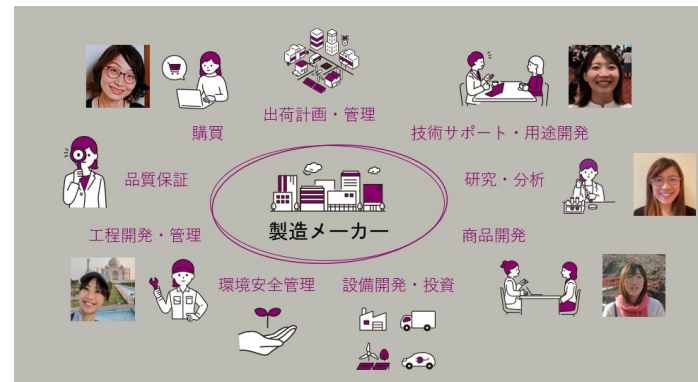 出荷計画・管理
購買
技術サポート・用途開発
品質保証
研究・分析
製造メーカー
工程開発・管理
商品開発
環境安全管理
設備開発・投資